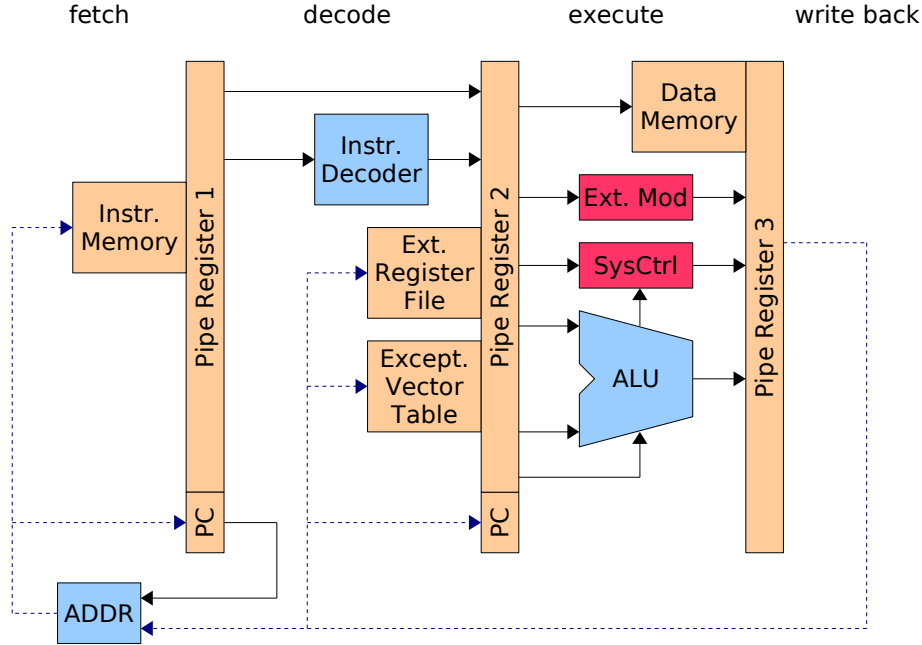 fetch
decode
execute
write back
Pipe Register 1
PC
Instr.
Memory
Instr.
Decoder
Ext.
Register
File
Except.
Vector
Table
Pipe Register 2
PC
Data
Memory
Ext. Mod
SysCtrl
ALU
Pipe Register 3
ADDR